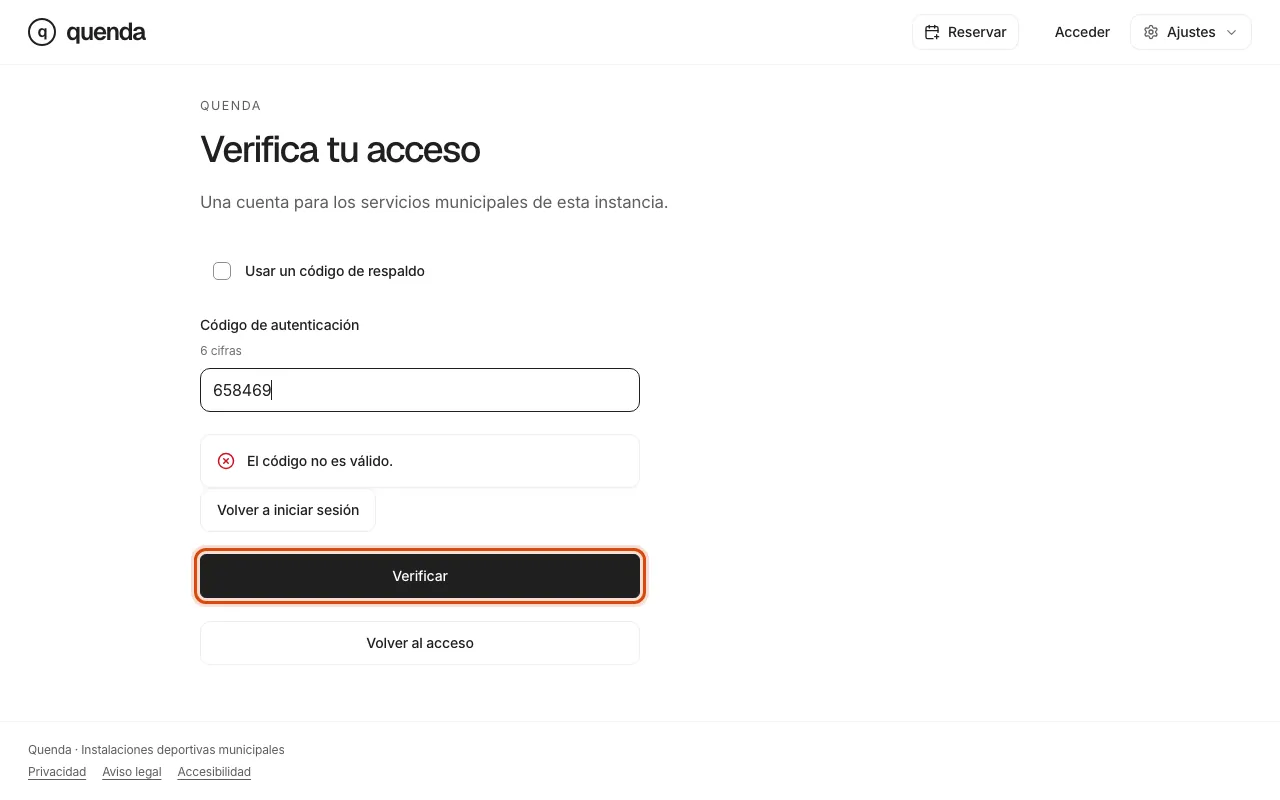 q quenda
Reservar
Acceder
Ajustes
QUENDA
Verifica tu acceso
Una cuenta para los servicios municipales de esta instancia.
Usar un código de respaldo
Código de autenticación
6 cifras
658469
El código no es válido.
Volver a iniciar sesión
Verificar
Volver al acceso
Quenda · Instalaciones deportivas municipales
Privacidad Aviso legal Accesibilidad